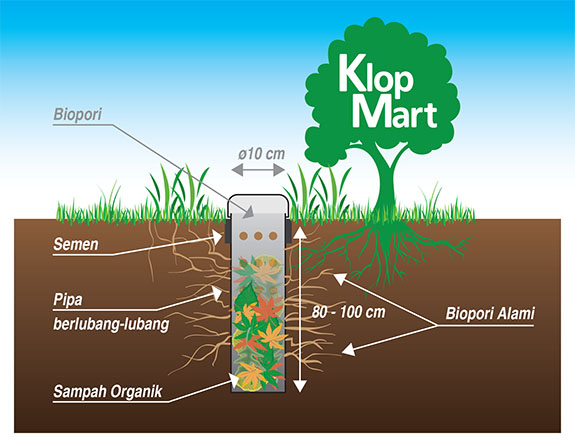 Klop
Mart
Biopori
ø10 cm
Semen
Pipa
berlubang-lubang
80 - 100 cm
Biopori Alami
Sampah Organik